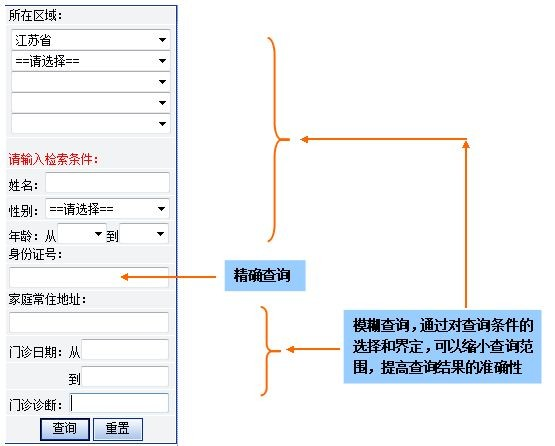 所在区域：
江苏省
==请选择==
请输入检索条件：
姓名：
性别： ==请选择==
年龄：从 到
身份证号：
精确查询
家庭常住地址：
模糊查询，通过对查询条件的
选择和界定，可以缩小查询范
围，提高查询结果的准确性
门诊日期：从
到
门诊诊断：
查询 重置